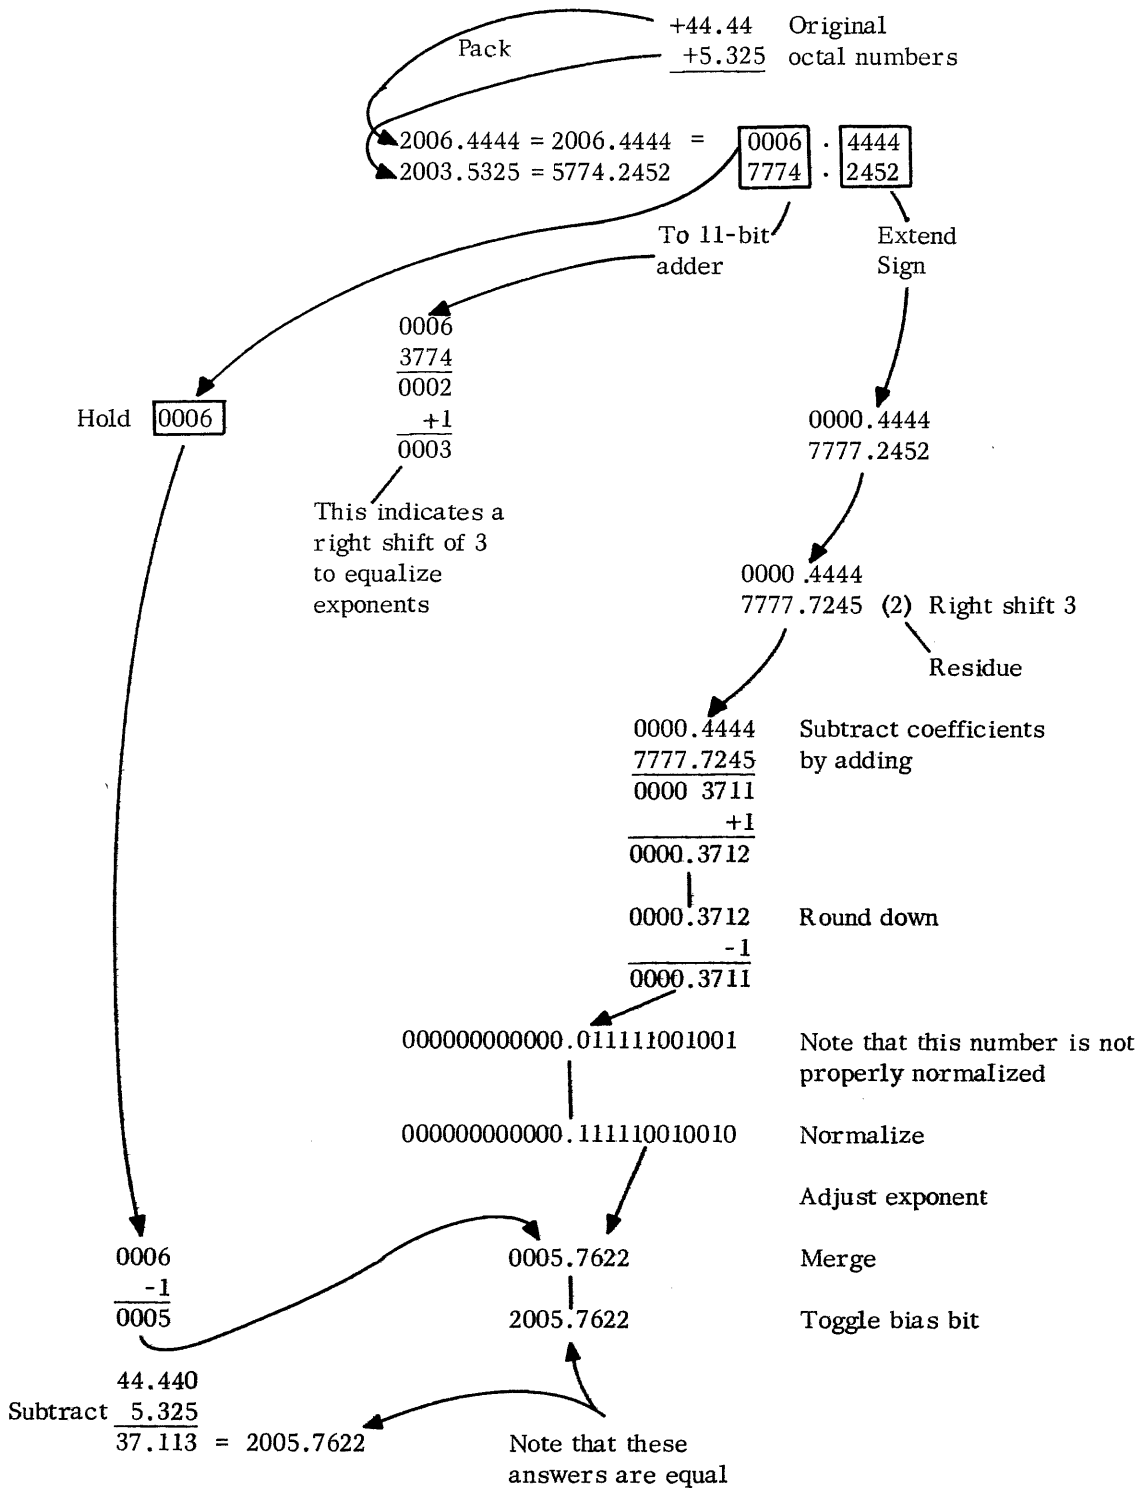 +44.44 Original
Pack
+5.325 octal numbers
2006.4444 = 2006.4444 = 0006 . 4444
2003.5325 = 5774.2452 7774 . 2452
To 11-bit
adder
Extend
Sign
0006
3774
0002
+1
0003
Hold 0006
This indicates a
right shift of 3
to equalize
exponents
0000.4444
7777.2452
0000.4444
7777.7245 (2) Right shift 3
Residue
0000.4444 Subtract coefficients
7777.7245 by adding
0000 3711
+1
0000.3712
0000.3712 Round down
-1
0000.3711
000000000000.011111001001 Note that this number is not
properly normalized
000000000000.111110010010 Normalize
Adjust exponent
0006
-1
0005
0005.7622 Merge
2005.7622 Toggle bias bit
44.440
Subtract 5.325
37.113 = 2005.7622
Note that these
answers are equal